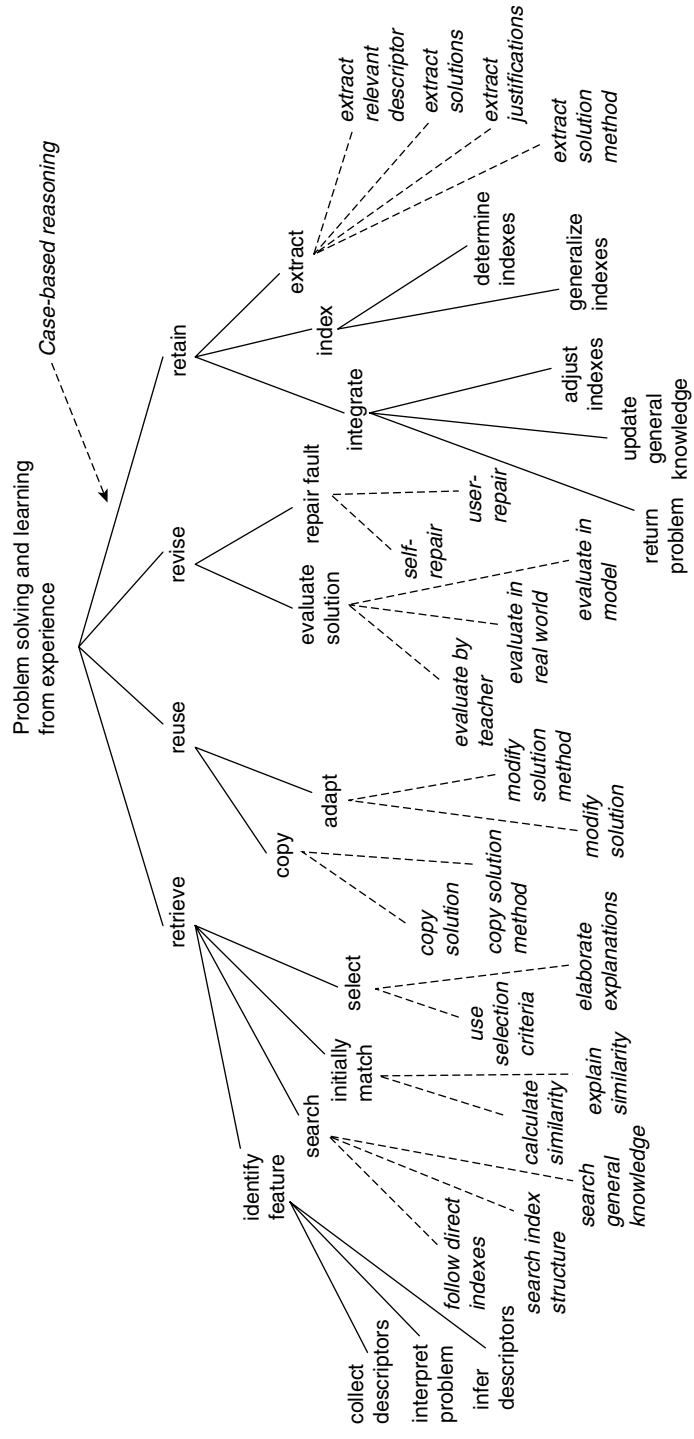 Problem solving and learning
from experience
Case-based reasoning
retrieve
reuse
revise
retain
identify
feature
search
initially
match
select
copy
adapt
evaluate
solution
repair fault
integrate
index
extract
collect
descriptors
interpret
problem
infer
descriptors
follow direct
indexes
search index
structure
search
general
knowledge
calculate
similarity
explain
similarity
use
selection
criteria
elaborate
explanations
copy
solution
copy solution
method
modify
solution
modify
solution
method
evaluate by
teacher
evaluate in
real world
evaluate in
model
self-
repair
user-
repair
return
problem
update
general
knowledge
adjust
indexes
generalize
indexes
determine
indexes
extract
relevant
descriptor
extract
solutions
extract
justifications
extract
solution
method